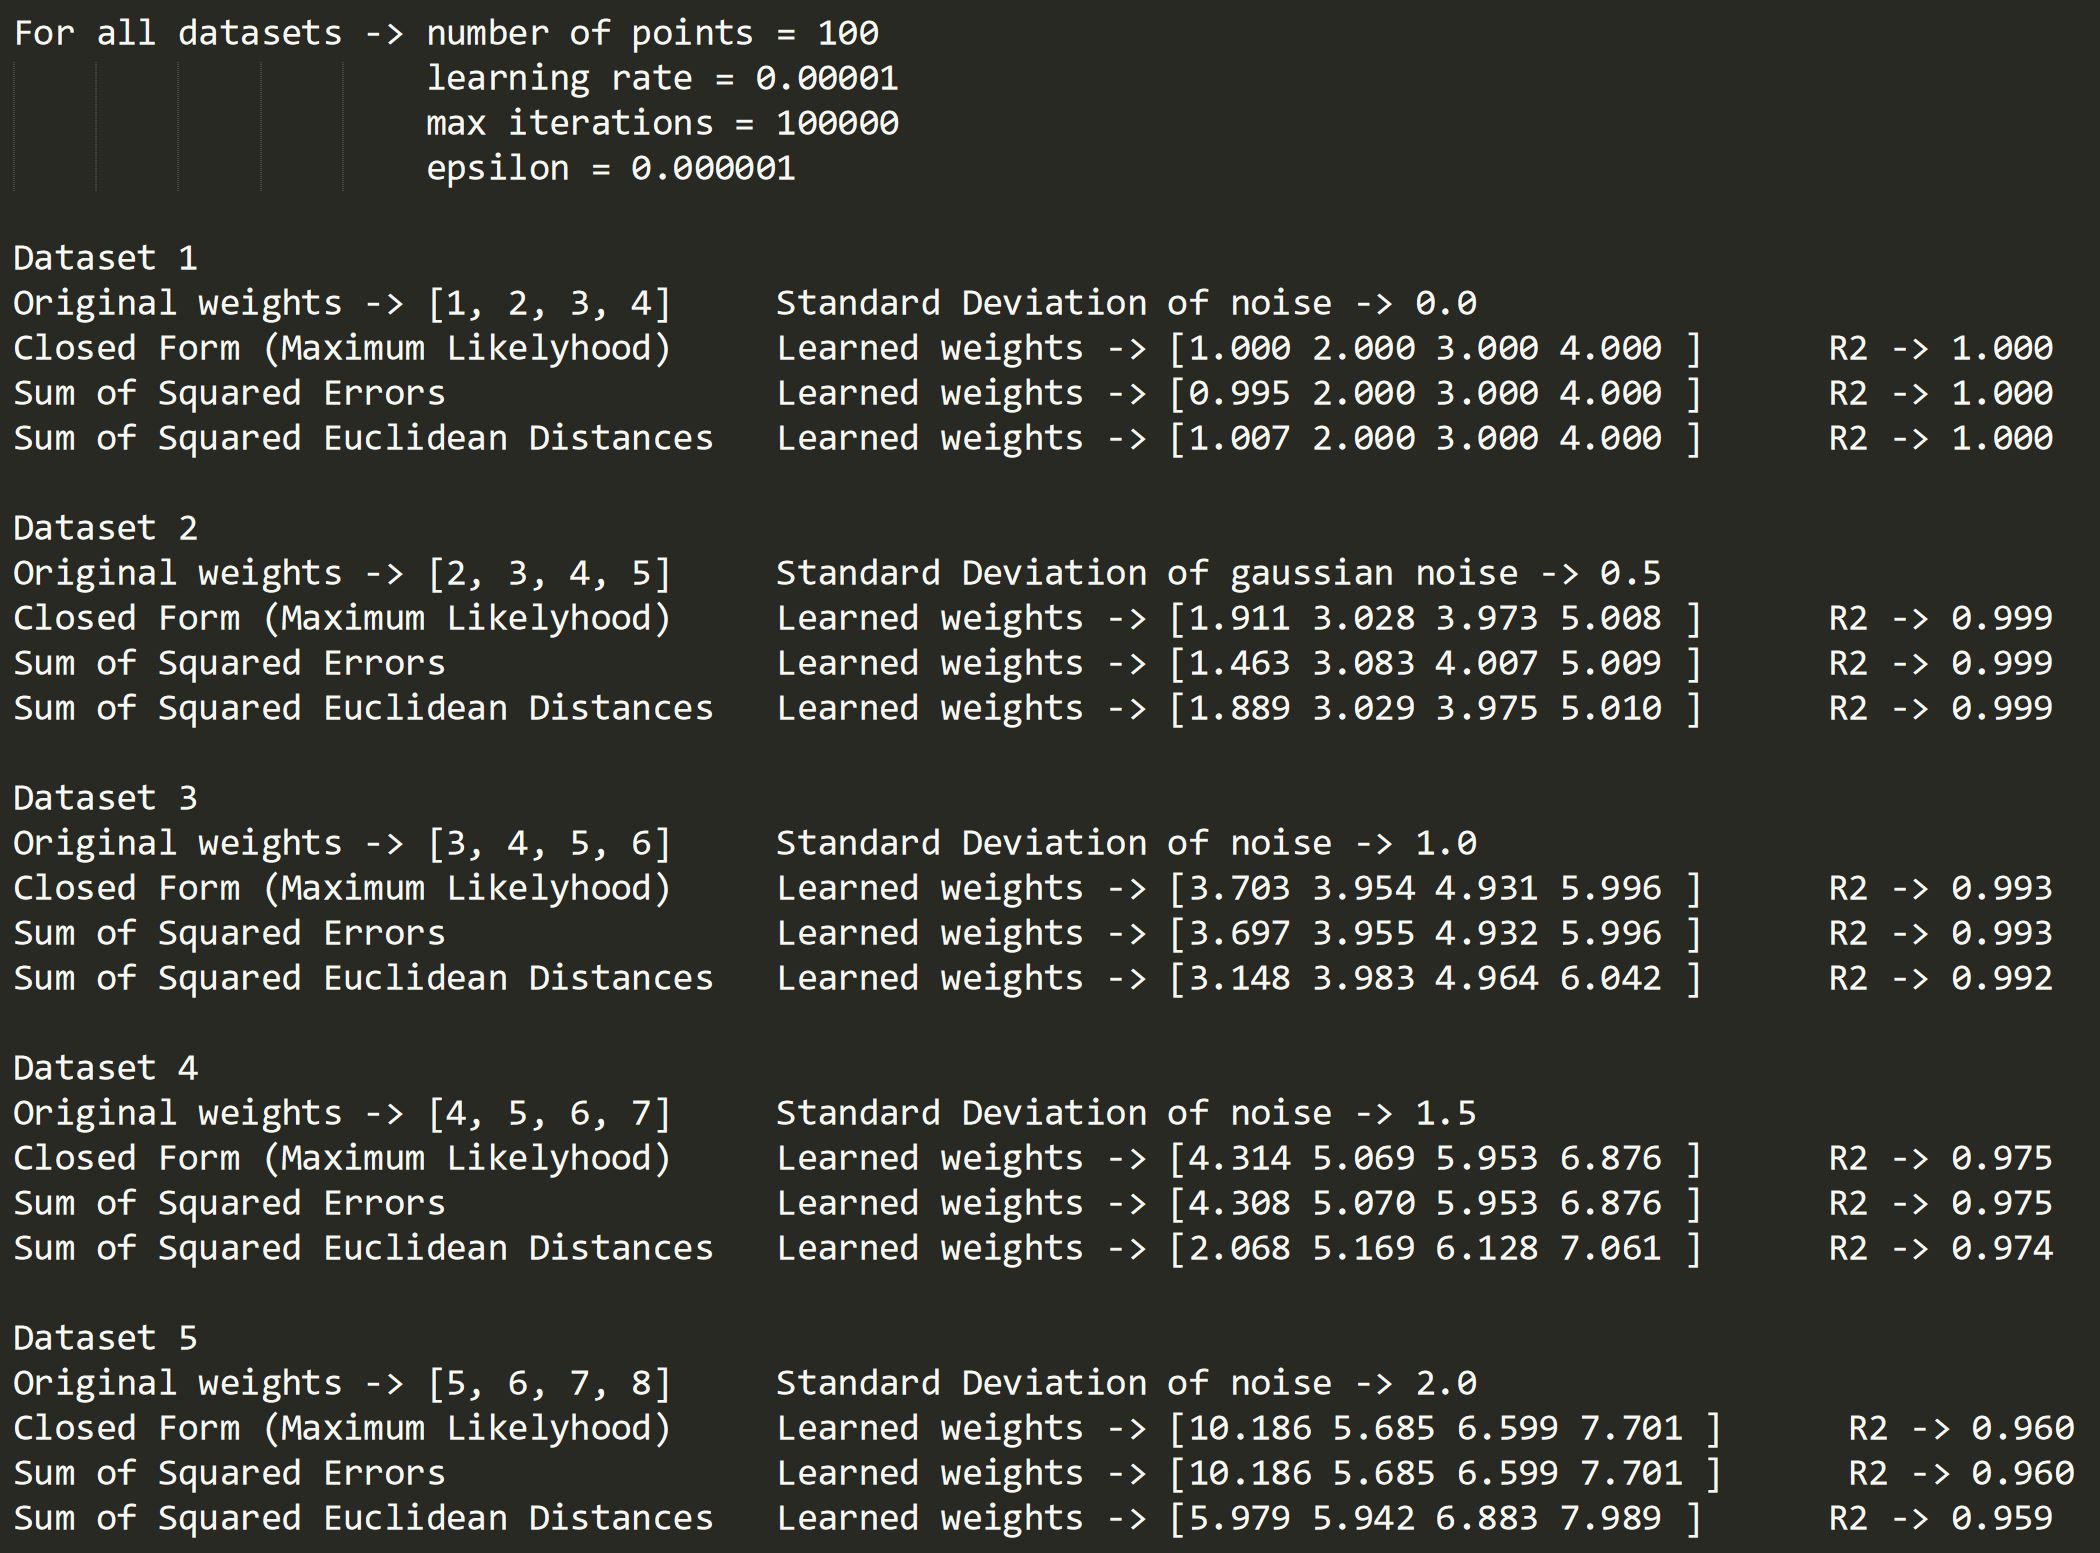 For all datasets -> number of points = 100
learning rate = 0.00001
max iterations = 100000
epsilon = 0.000001
Dataset 1
Original weights -> [1, 2, 3, 4] Standard Deviation of noise -> 0.0
Closed Form (Maximum Likelyhood) Learned weights -> [1.000 2.000 3.000 4.000 ] R2 -> 1.000
Sum of Squared Errors Learned weights -> [0.995 2.000 3.000 4.000 ] R2 -> 1.000
Sum of Squared Euclidean Distances Learned weights -> [1.007 2.000 3.000 4.000 ] R2 -> 1.000
Dataset 2
Original weights -> [2, 3, 4, 5] Standard Deviation of gaussian noise -> 0.5
Closed Form (Maximum Likelyhood) Learned weights -> [1.911 3.028 3.973 5.008 ] R2 -> 0.999
Sum of Squared Errors Learned weights -> [1.463 3.083 4.007 5.009 ] R2 -> 0.999
Sum of Squared Euclidean Distances Learned weights -> [1.889 3.029 3.975 5.010 ] R2 -> 0.999
Dataset 3
Original weights -> [3, 4, 5, 6] Standard Deviation of noise -> 1.0
Closed Form (Maximum Likelyhood) Learned weights -> [3.703 3.954 4.931 5.996 ] R2 -> 0.993
Sum of Squared Errors Learned weights -> [3.697 3.955 4.932 5.996 ] R2 -> 0.993
Sum of Squared Euclidean Distances Learned weights -> [3.148 3.983 4.964 6.042 ] R2 -> 0.992
Dataset 4
Original weights -> [4, 5, 6, 7] Standard Deviation of noise -> 1.5
Closed Form (Maximum Likelyhood) Learned weights -> [4.314 5.069 5.953 6.876 ] R2 -> 0.975
Sum of Squared Errors Learned weights -> [4.308 5.070 5.953 6.876 ] R2 -> 0.975
Sum of Squared Euclidean Distances Learned weights -> [2.068 5.169 6.128 7.061 ] R2 -> 0.974
Dataset 5
Original weights -> [5, 6, 7, 8] Standard Deviation of noise -> 2.0
Closed Form (Maximum Likelyhood) Learned weights -> [10.186 5.685 6.599 7.701 ] R2 -> 0.960
Sum of Squared Errors Learned weights -> [10.186 5.685 6.599 7.701 ] R2 -> 0.960
Sum of Squared Euclidean Distances Learned weights -> [5.979 5.942 6.883 7.989 ] R2 -> 0.959